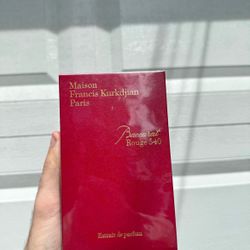 Maison
Francis Kurkdjian
Paris
Baccarat
Rouge 540
Extrait de parfum